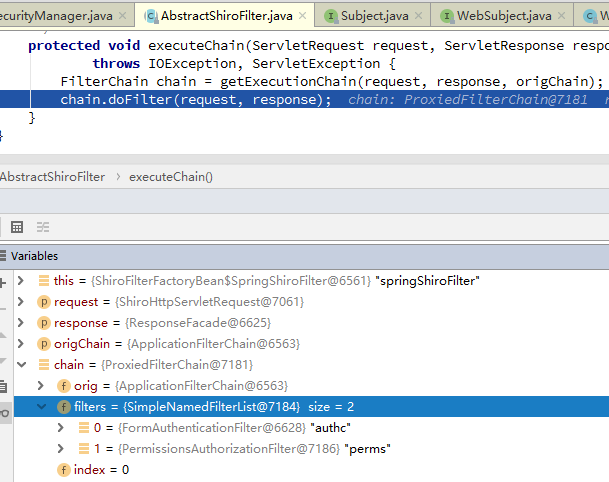 ecurityManager.java
AbstractShiroFilter.java
Subject.java
WebSubject.java
W
protected void executeChain(ServletRequest request, ServletResponse respo
throws IOException, ServletException {
FilterChain chain = getExecutionChain(request, response, origChain);
chain.doFilter(request, response); chain: ProxiedFilterChain@7181
}
}
AbstractShiroFilter › executeChain()
Variables
this = {ShiroFilterFactoryBean$SpringShiroFilter@6561} "springShiroFilter"
request = {ShiroHttpServletRequest@7061}
response = {ResponseFacade@6625}
origChain = {ApplicationFilterChain@6563}
chain = {ProxiedFilterChain@7181}
orig = {ApplicationFilterChain@6563}
filters = {SimpleNamedFilterList@7184} size = 2
0 = {FormAuthenticationFilter@6628} "authc"
1 = {PermissionsAuthorizationFilter@7186} "perms"
index = 0